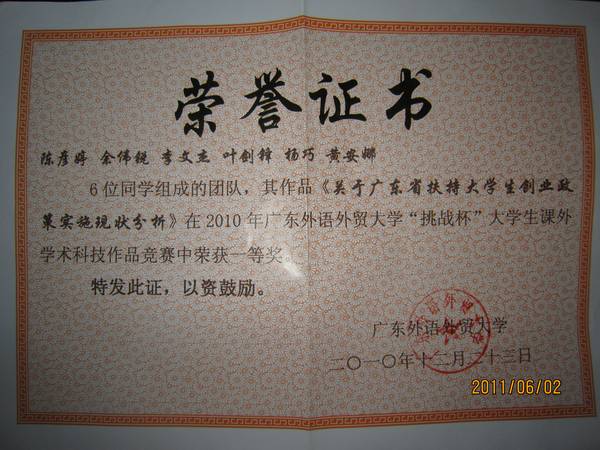 荣誉证书
陈彦婷 余伟锐 李文杰 叶创锋 杨巧 黄安娜
6位同学组成的团队，其作品《关于广东省扶持大学生创业政
策实施现状分析》在2010年广东外语外贸大学“挑战杯”大学生课外
学术科技作品竞赛中荣获一等奖。
特发此证，以资鼓励。
广东外语外贸大学
二〇一〇年十二月二十三日
2011/06/02